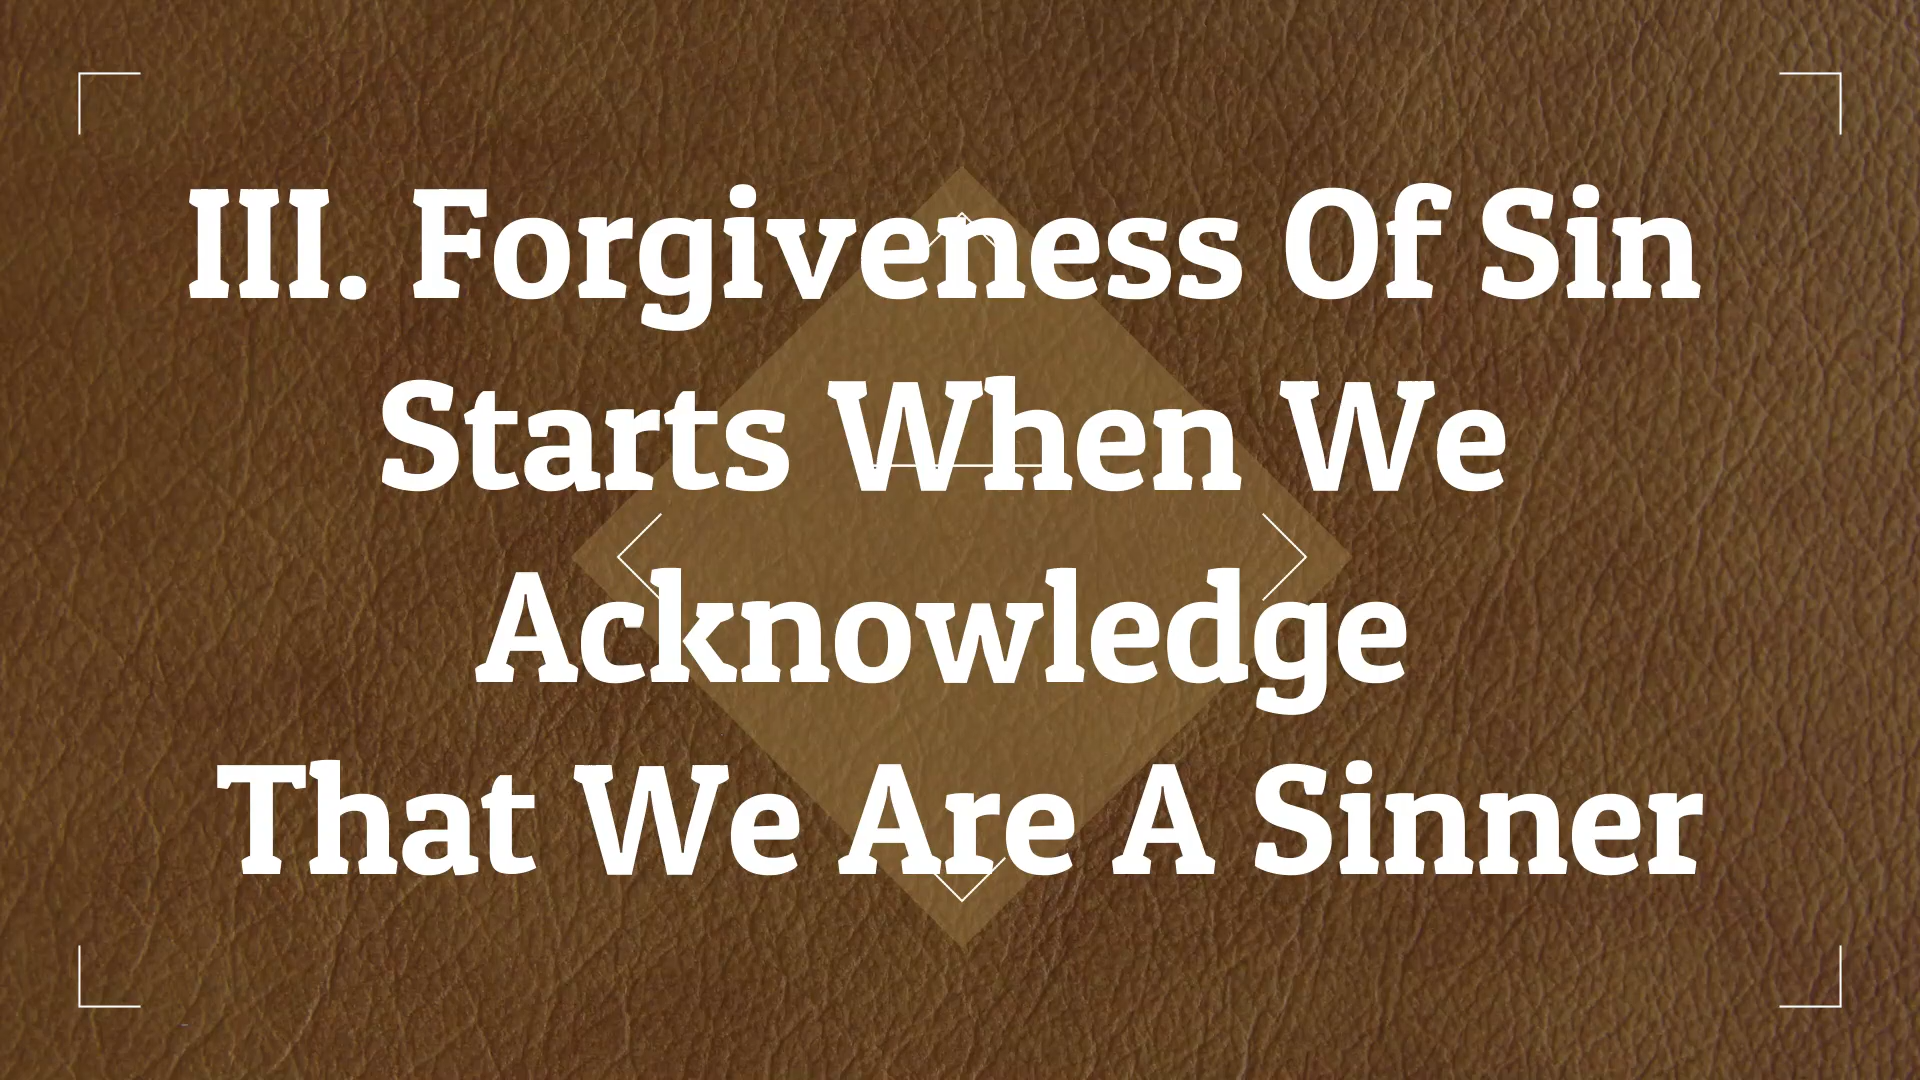 III. Forgiveness Of Sin
Starts When We
Acknowledge
That We Are A Sinner